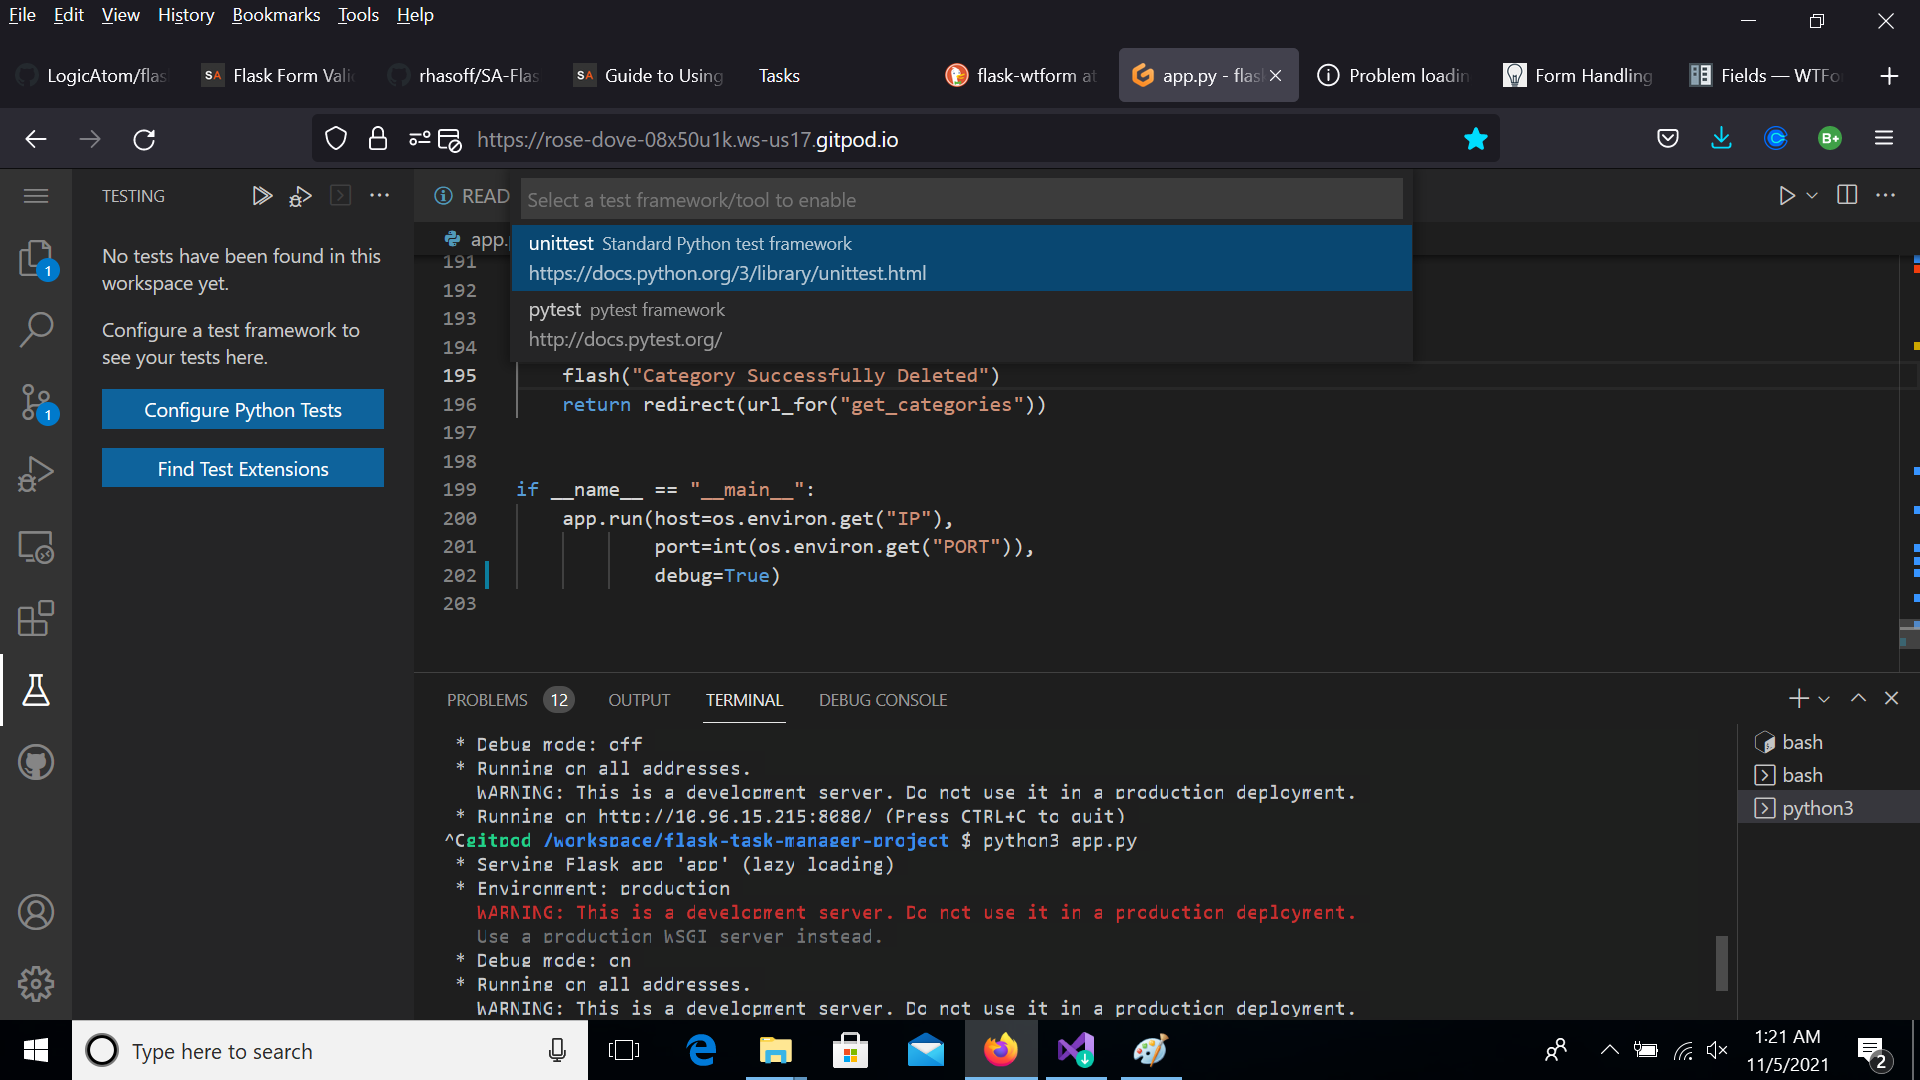 File Edit View History Bookmarks Tools Help
LogicAtom/flas
Flask Form Vali
rhasoff/SA-Flas
Guide to Using
Tasks
flask-wtform at
app.py - flas
Problem loadin
Form Handling
Fields — WTFo
https://rose-dove-08x50u1k.ws-us17.gitpod.io
TESTING
No tests have been found in this
workspace yet.
Configure a test framework to
see your tests here.
Configure Python Tests
Find Test Extensions
READ
app.
Select a test framework/tool to enable
unittest Standard Python test framework
https://docs.python.org/3/library/unittest.html
pytest pytest framework
http://docs.pytest.org/
191
192
193
194
195 flash("Category Successfully Deleted")
196 return redirect(url_for("get_categories"))
197
198
199 if __name__ == "__main__":
200 app.run(host=os.environ.get("IP"),
201 port=int(os.environ.get("PORT")),
202 debug=True)
203
PROBLEMS 12 OUTPUT TERMINAL DEBUG CONSOLE
* Debug mode: off
* Running on all addresses.
WARNING: This is a development server. Do not use it in a production deployment.
* Running on http://10.96.15.215:8080/ (Press CTRL+C to quit)
^Cgitpod /workspace/flask-task-manager-project $ python3 app.py
* Serving Flask app 'app' (lazy loading)
* Environment: production
WARNING: This is a development server. Do not use it in a production deployment.
Use a production WSGI server instead.
* Debug mode: on
* Running on all addresses.
WARNING: This is a development server. Do not use it in a production deployment.
bash
bash
python3
Type here to search
1:21 AM
11/5/2021
2